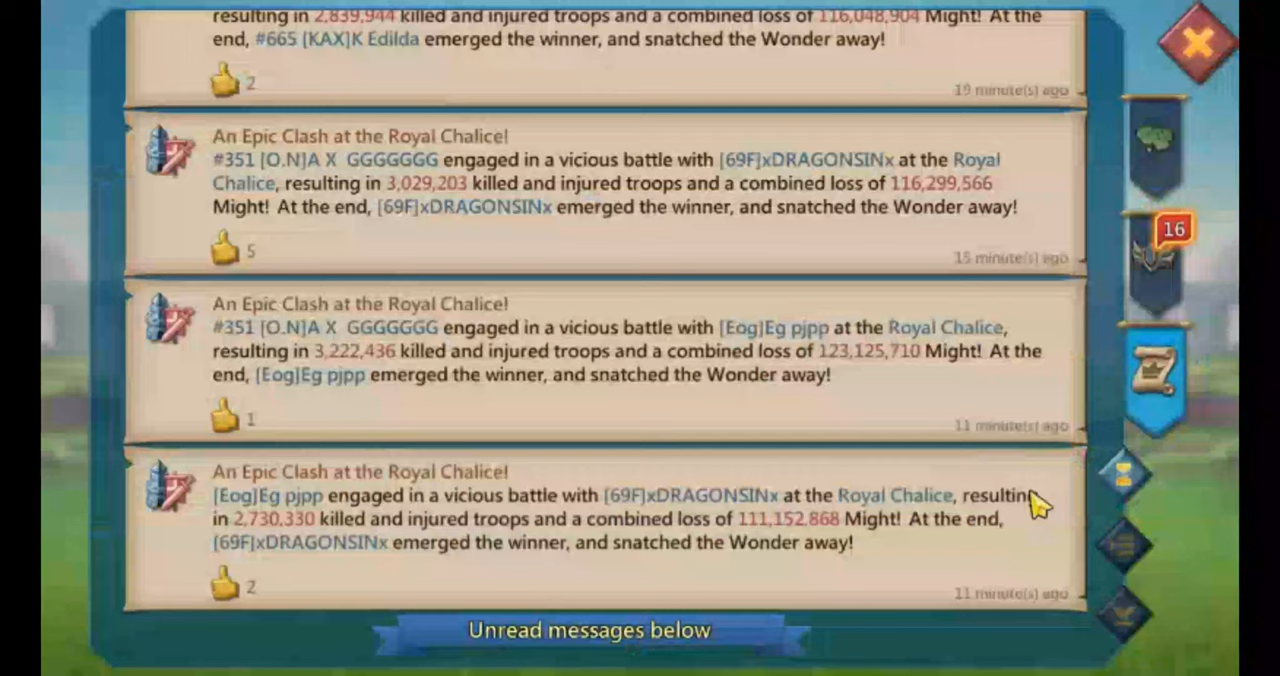 resulting in 2,839,944 killed and injured troops and a combined loss of 116,048,904 Might! At the
end, #665 [KAX]K Edilda emerged the winner, and snatched the Wonder away!
2
19 minute(s) ago
An Epic Clash at the Royal Chalice!
#351 [O.N]A X GGGGGGG engaged in a vicious battle with [69F]xDRAGONSINx at the Royal
Chalice, resulting in 3,029,203 killed and injured troops and a combined loss of 116,299,566
Might! At the end, [69F]xDRAGONSINx emerged the winner, and snatched the Wonder away!
5
15 minute(s) ago
16
An Epic Clash at the Royal Chalice!
#351 [O.N]A X GGGGGGG engaged in a vicious battle with [Eog]Eg pjpp at the Royal Chalice,
resulting in 3,222,436 killed and injured troops and a combined loss of 123,125,710 Might! At the
end, [Eog]Eg pjpp emerged the winner, and snatched the Wonder away!
1
11 minute(s) ago
An Epic Clash at the Royal Chalice!
[Eog]Eg pjpp engaged in a vicious battle with [69F]xDRAGONSINx at the Royal Chalice, resulting
in 2,730,330 killed and injured troops and a combined loss of 111,152,868 Might! At the end,
[69F]xDRAGONSINx emerged the winner, and snatched the Wonder away!
2
11 minute(s) ago
Unread messages below